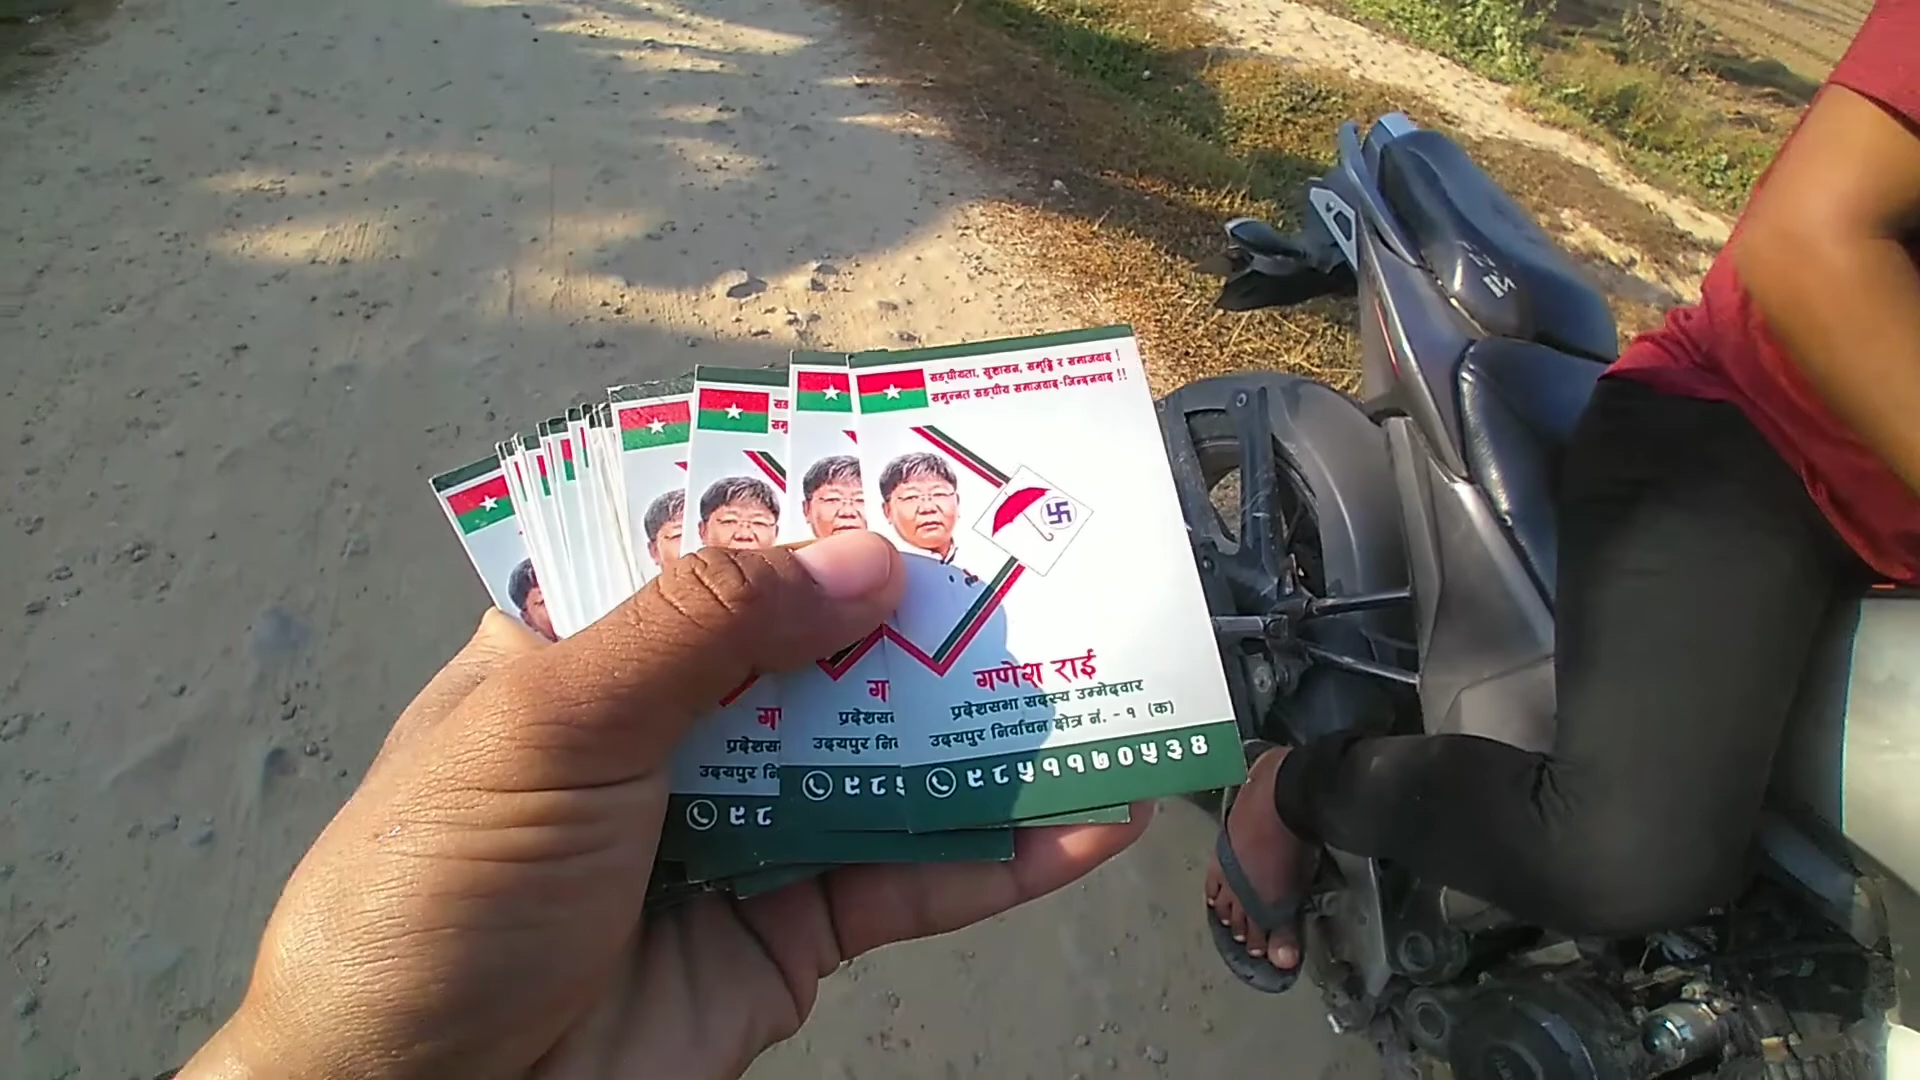 सङ्घीयता, सुशासन, समृद्धि र समाजवाद !
समुन्नत सङ्घीय समाजवाद-जिन्दावाद !!
गणेश राई
प्रदेशसभा सदस्य उम्मेदवार
उदयपुर निर्वाचन क्षेत्र नं. - १ (क)
९८५११७०५३४